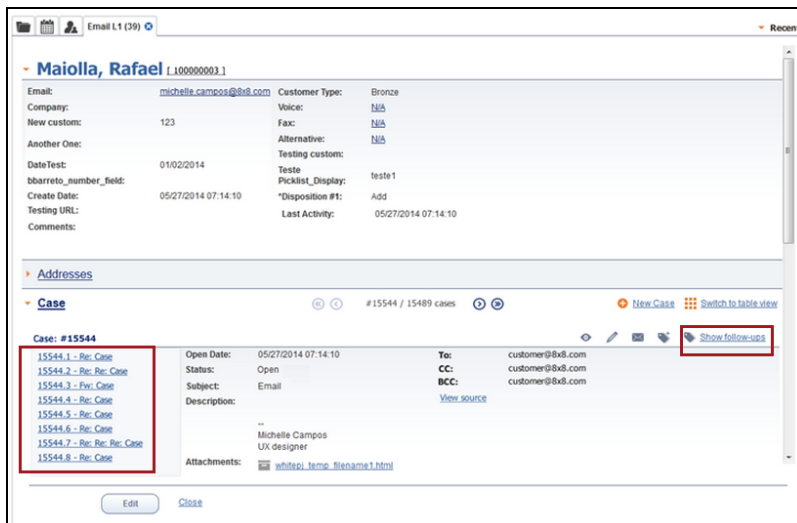 Email L1 (39)
Recen
Maiolla, Rafael [ 100000003 ]
Email: michelle.campos@8x8.com Customer Type: Bronze
Company: Voice: N/A
New custom: 123 Fax: N/A
Another One: Alternative: N/A
Testing custom:
DateTest: 01/02/2014 Teste Picklist_Display: teste1
bbarreto_number_field:
Create Date: 05/27/2014 07:14:10 *Disposition #1: Add
Testing URL: Last Activity: 05/27/2014 07:14:10
Comments:
Addresses
Case #15544 / 15489 cases New Case Switch to table view
Case: #15544 Show follow-ups
15544.1 - Re: Case
15544.2 - Re: Re: Case
15544.3 - Fw: Case
15544.4 - Re: Case
15544.5 - Re: Case
15544.6 - Re: Case
15544.7 - Re: Re: Re: Case
15544.8 - Re: Case
Open Date: 05/27/2014 07:14:10 To: customer@8x8.com
Status: Open CC: customer@8x8.com
Subject: Email BCC: customer@8x8.com
Description: View source
--
Michelle Campos
UX designer
Attachments: whitepj_temp_filename1.html
Edit Close